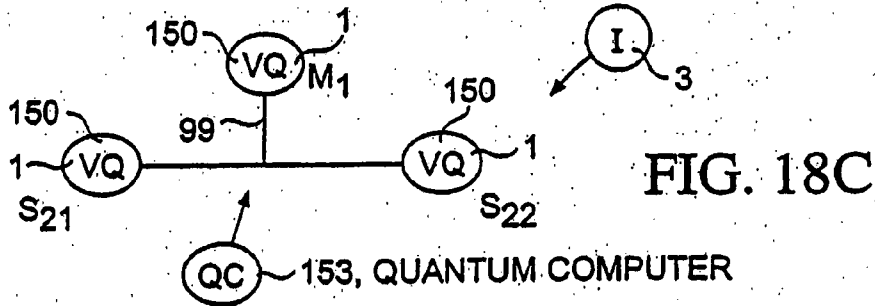 150 1
VQ M1 I
3
99
150 150
1 VQ VQ 1
S21 S22
FIG. 18C
QC 153, QUANTUM COMPUTER